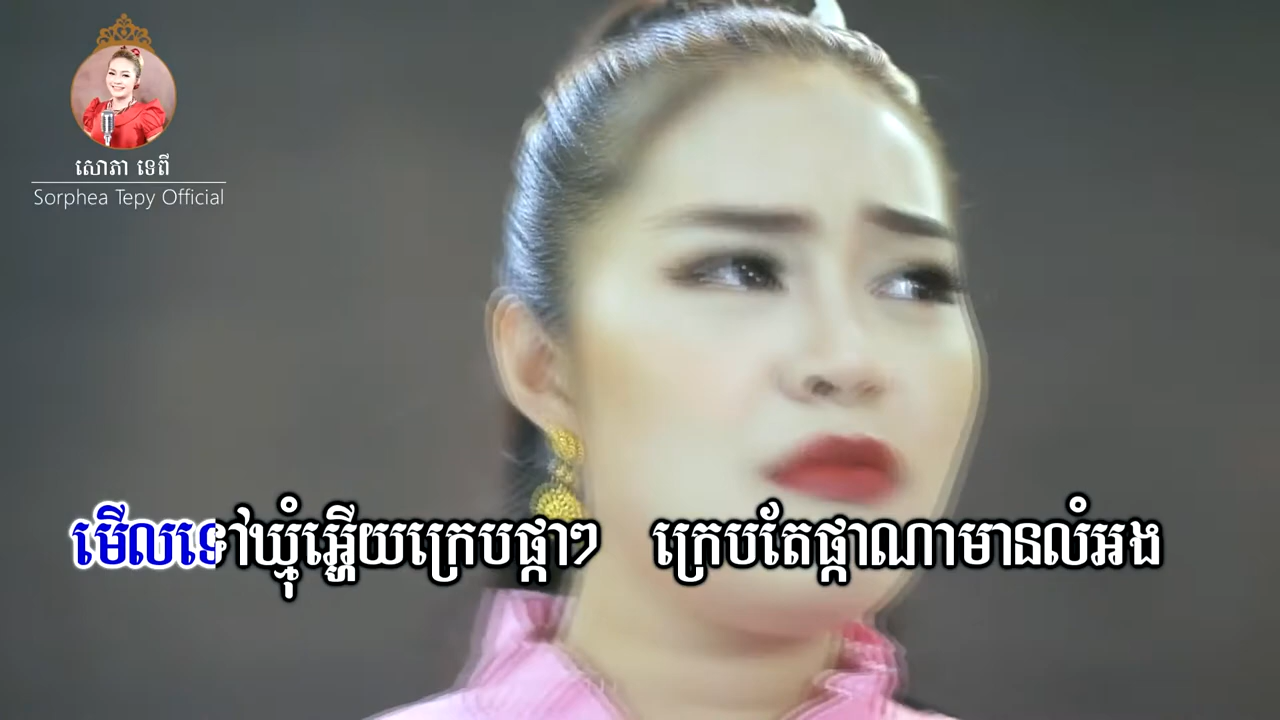 សោភា ទេពី
Sorphea Tepy Official
មើលទៅឃ្មុំអ្ហើយក្រេបផ្កាៗ ក្រេបតែផ្កាណាមានលំអង